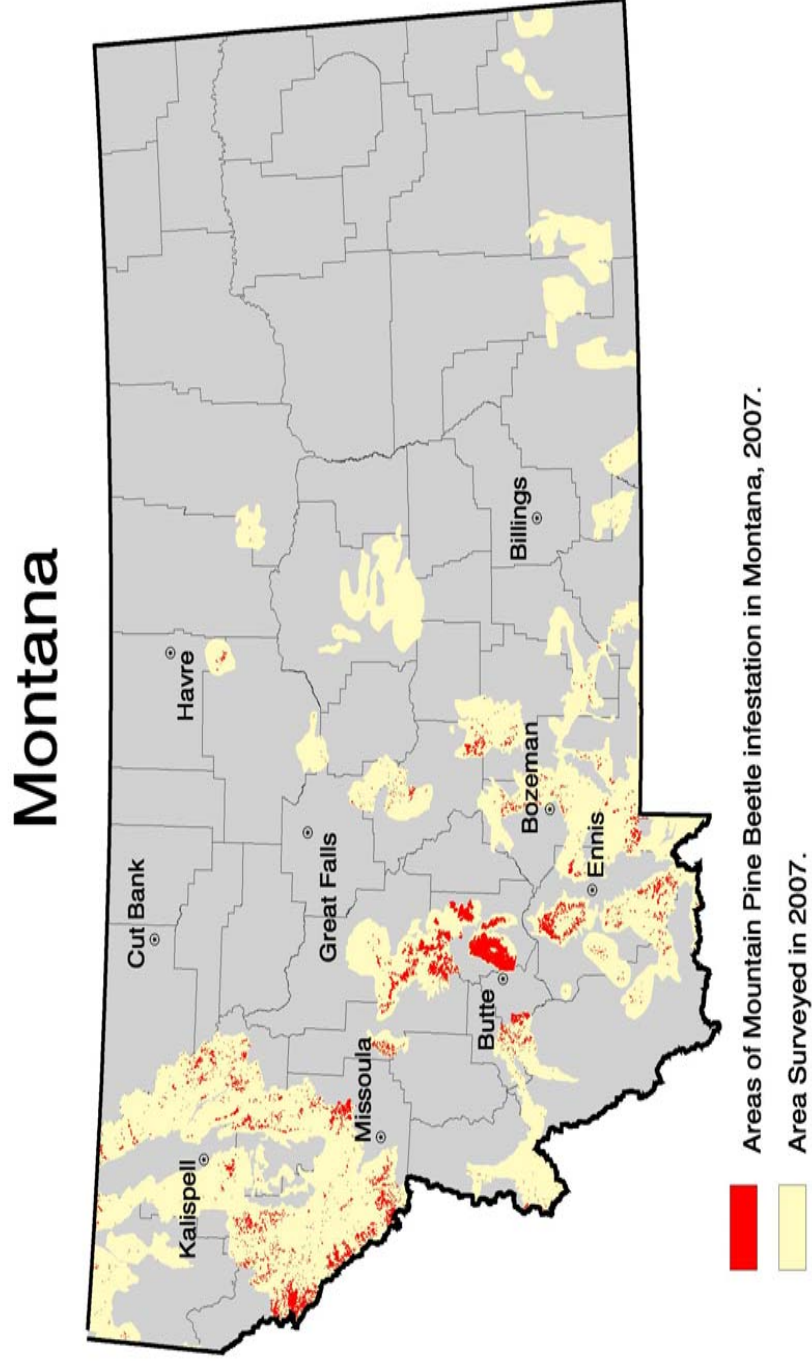 Montana
Cut Bank
Havre
Kalispell
Great Falls
Missoula
Butte
Bozeman
Billings
Ennis
Areas of Mountain Pine Beetle infestation in Montana, 2007.
Area Surveyed in 2007.